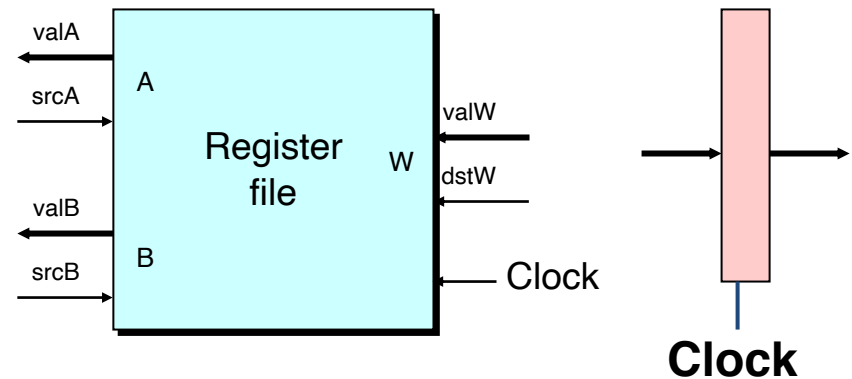 valA
A
srcA
valW
Register
file
W
dstW
valB
B
srcB
Clock
Clock